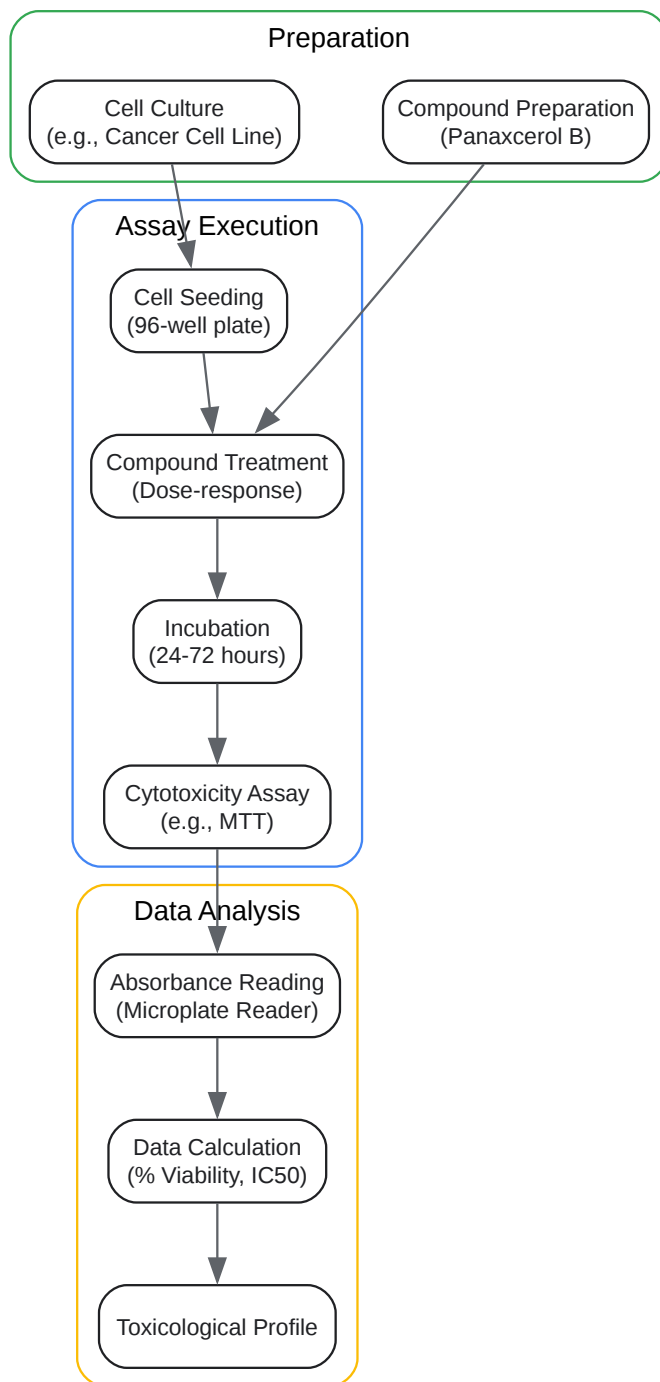 Preparation
Cell Culture
(e.g., Cancer Cell Line)
Compound Preparation
(Panaxcerol B)
Assay Execution
Cell Seeding
(96-well plate)
Compound Treatment
(Dose-response)
Incubation
(24-72 hours)
Cytotoxicity Assay
(e.g., MTT)
Data Analysis
Absorbance Reading
(Microplate Reader)
Data Calculation
(% Viability, IC50)
Toxicological Profile